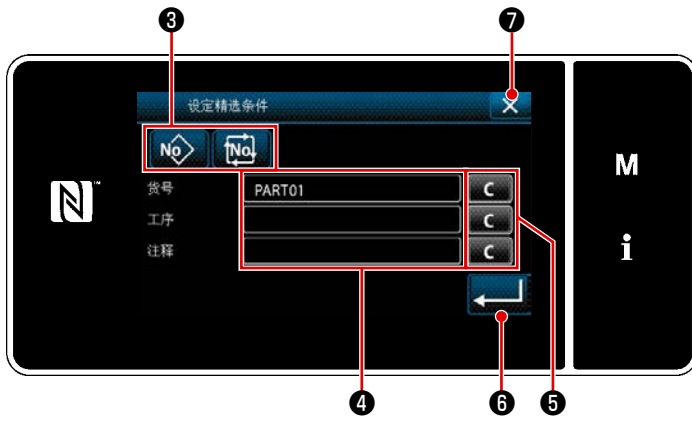 ❸ ❼
设定精选条件
No No.
M
货号 PART01 C
工序 C
注释 C
i
❹ ❻ ❺